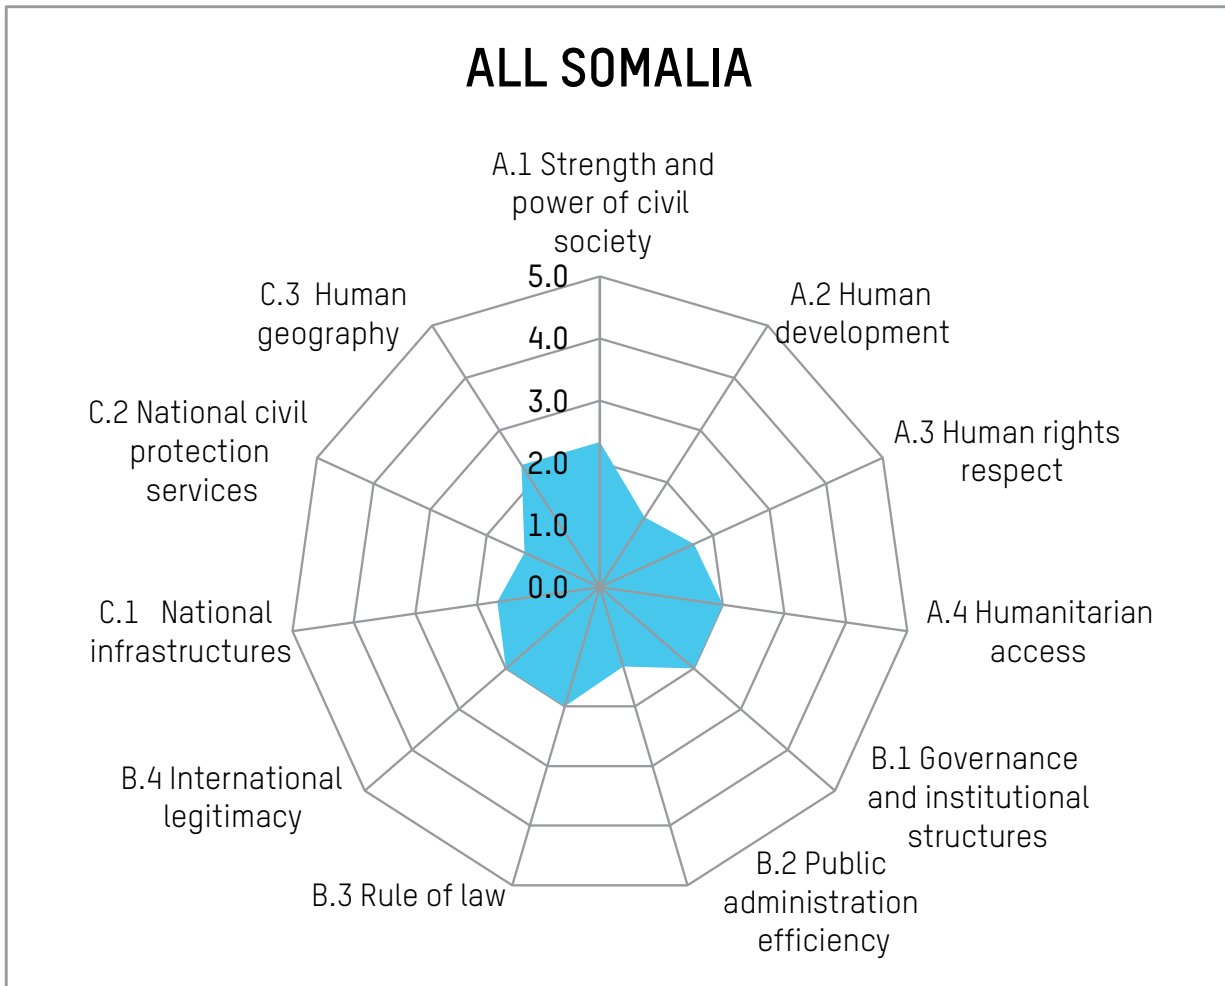 ALL SOMALIA
A.1 Strength and
power of civil
society
A.2 Human
development
A.3 Human rights
respect
A.4 Humanitarian
access
B.1 Governance
and institutional
structures
B.2 Public
administration
efficiency
B.3 Rule of law
B.4 International
legitimacy
C.1 National
infrastructures
C.2 National civil
protection
services
C.3 Human
geography
5.0
4.0
3.0
2.0
1.0
0.0